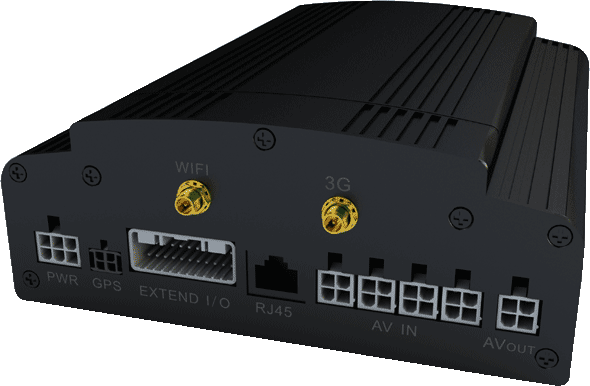 WIFI
3G
PWR
GPS
EXTEND I/O
RJ45
AV IN
AVOUT